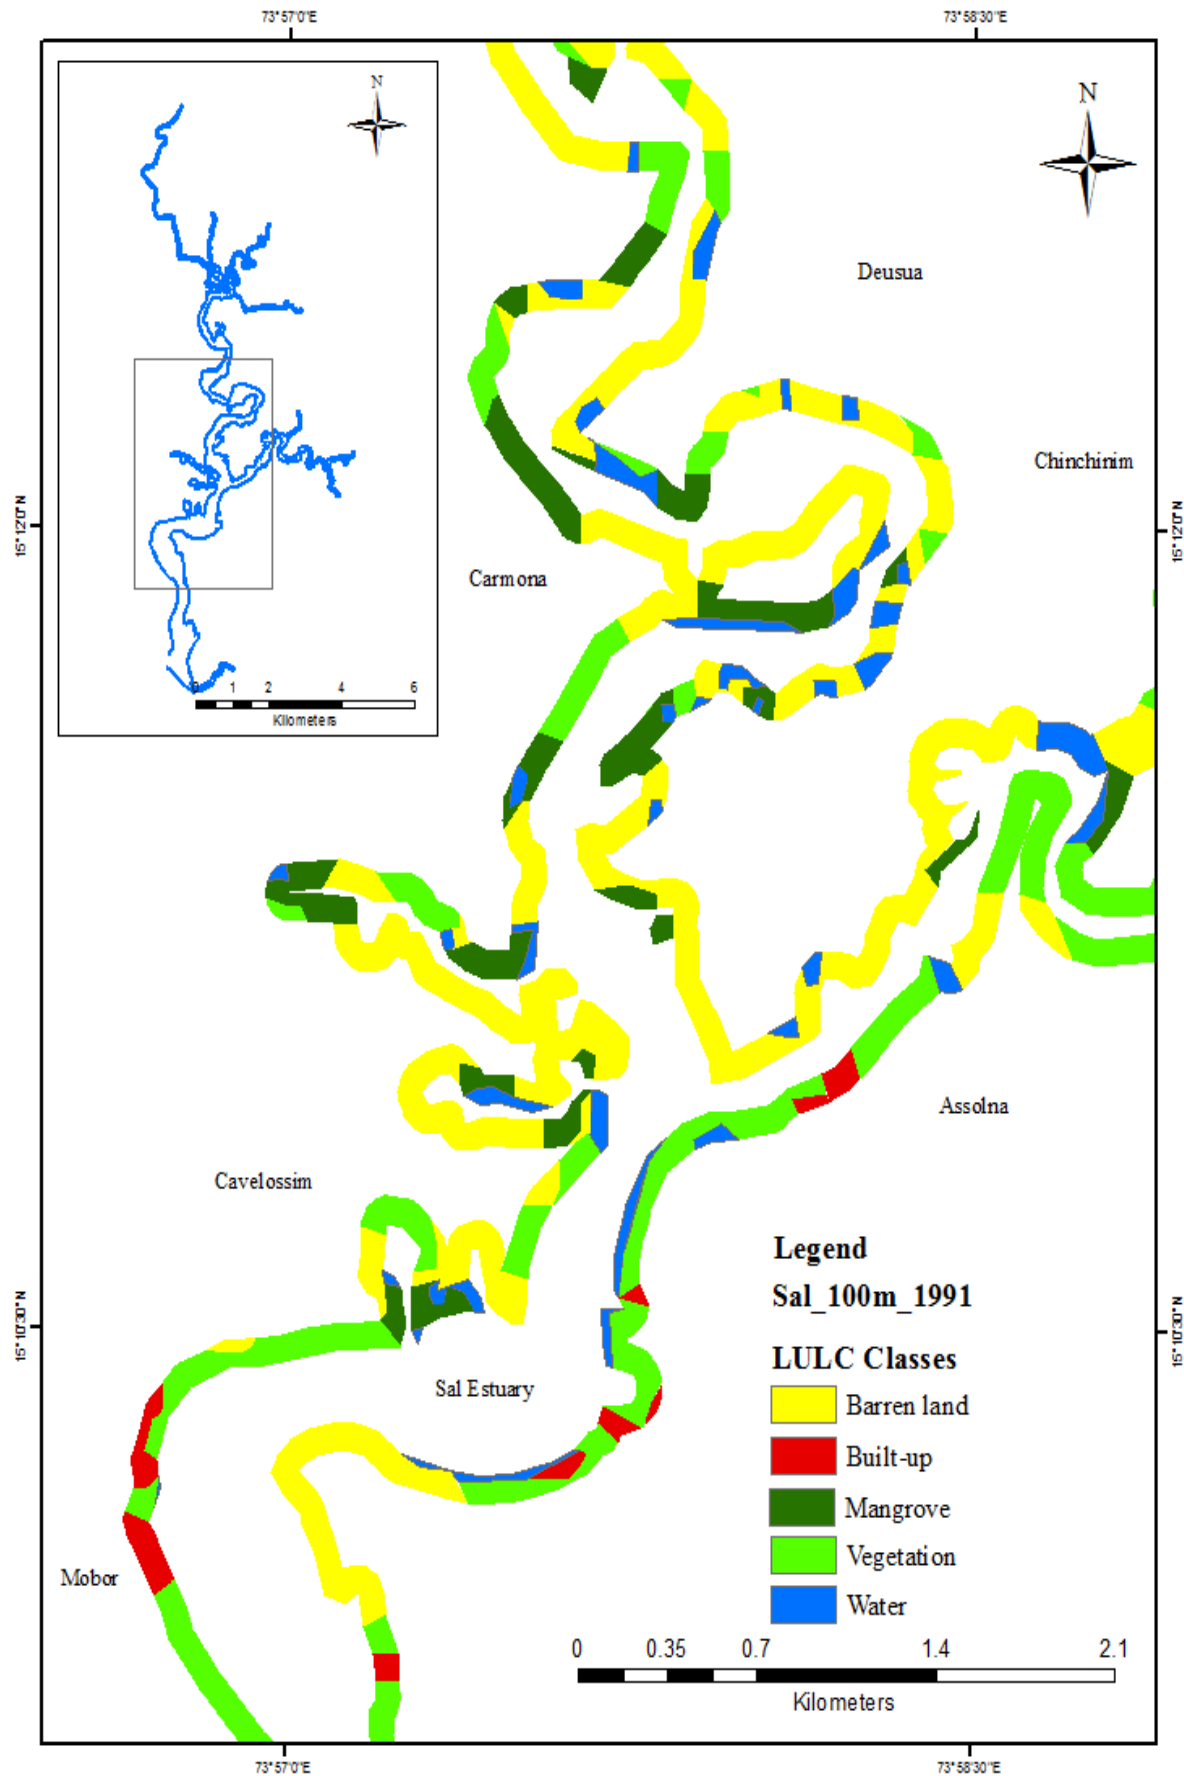 73°57'0"E
73°58'30"E
N
N
Deusua
Chinchinim
15°12'0"N
15°12'0"N
Carmona
0 1 2 4 6
Kilometers
Assolna
Cavelossim
Legend
Sal_100m_1991
15°10'30"N
15°10'30"N
LULC Classes
Sal Estuary
Barren land
Built-up
Mangrove
Vegetation
Mobor
Water
0 0.35 0.7 1.4 2.1
Kilometers
73°57'0"E
73°58'30"E